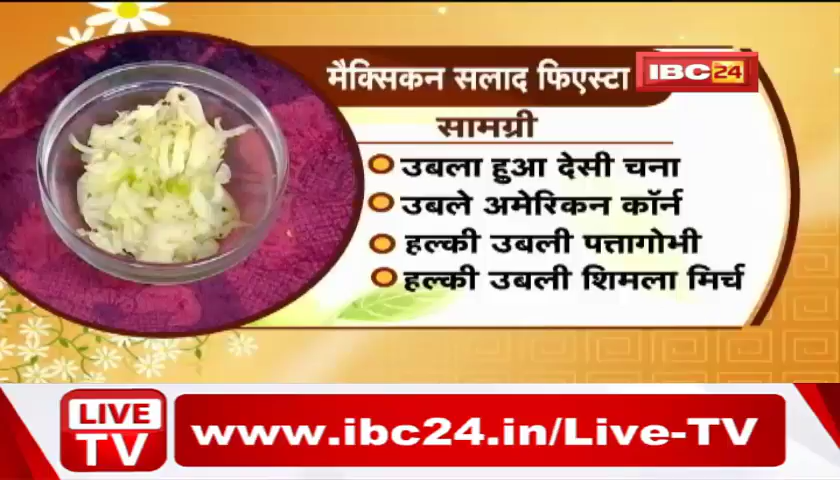 मैक्सिकन सलाद फिएस्टा
IBC24
सामग्री
उबला हुआ देसी चना
उबले अमेरिकन कॉर्न
हल्की उबली पत्तागोभी
हल्की उबली शिमला मिर्च
LIVE
TV
www.ibc24.in/Live-TV